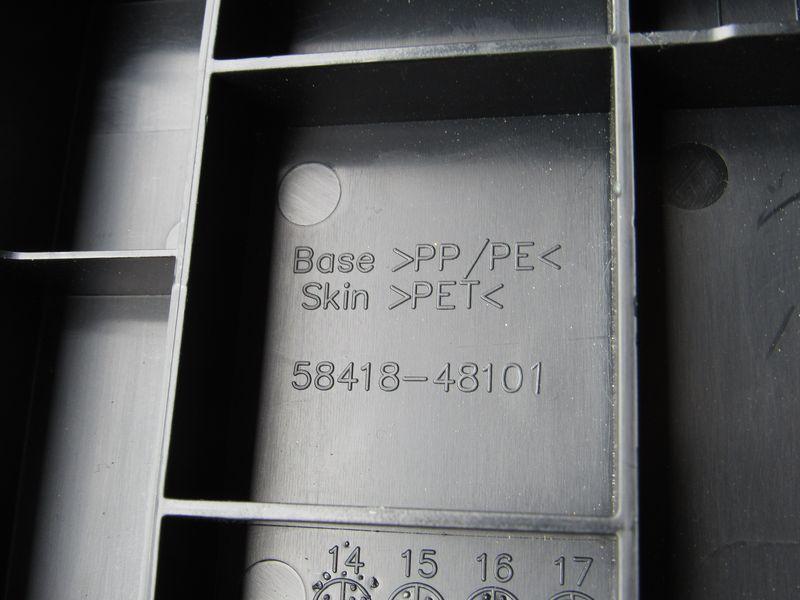 Base >PP/PE<
Skin >PET<
58418-48101
14 15 16 17